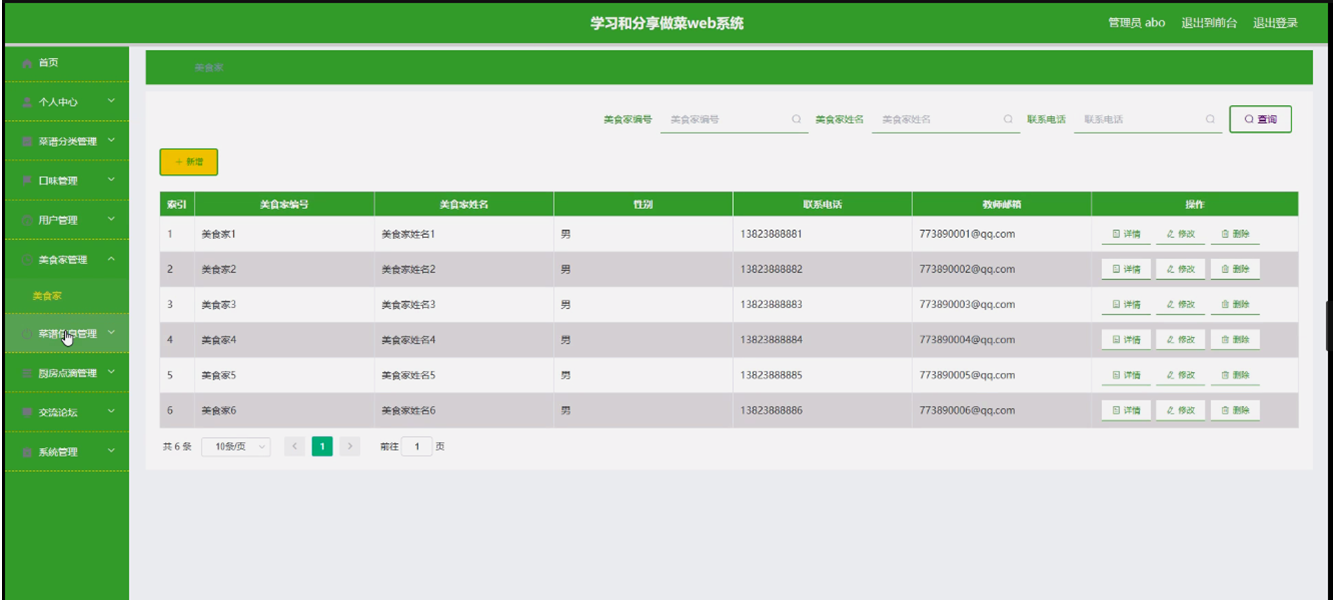 学习和分享做菜web系统
管理员 abo 退出到前台 退出登录
首页
个人中心
菜谱分类管理
口味管理
用户管理
美食家管理
美食家
菜谱信息管理
厨房点滴管理
交流论坛
系统管理
美食家
美食家编号 美食家编号 美食家姓名 美食家姓名 联系电话 联系电话 查询
+ 新增
索引 美食家编号 美食家姓名 性别 联系电话 教师邮箱 操作
1 美食家1 美食家姓名1 男 13823888881 773890001@qq.com 详情 修改 删除
2 美食家2 美食家姓名2 男 13823888882 773890002@qq.com 详情 修改 删除
3 美食家3 美食家姓名3 男 13823888883 773890003@qq.com 详情 修改 删除
4 美食家4 美食家姓名4 男 13823888884 773890004@qq.com 详情 修改 删除
5 美食家5 美食家姓名5 男 13823888885 773890005@qq.com 详情 修改 删除
6 美食家6 美食家姓名6 男 13823888886 773890006@qq.com 详情 修改 删除
共 6 条 10条/页 1 前往 1 页